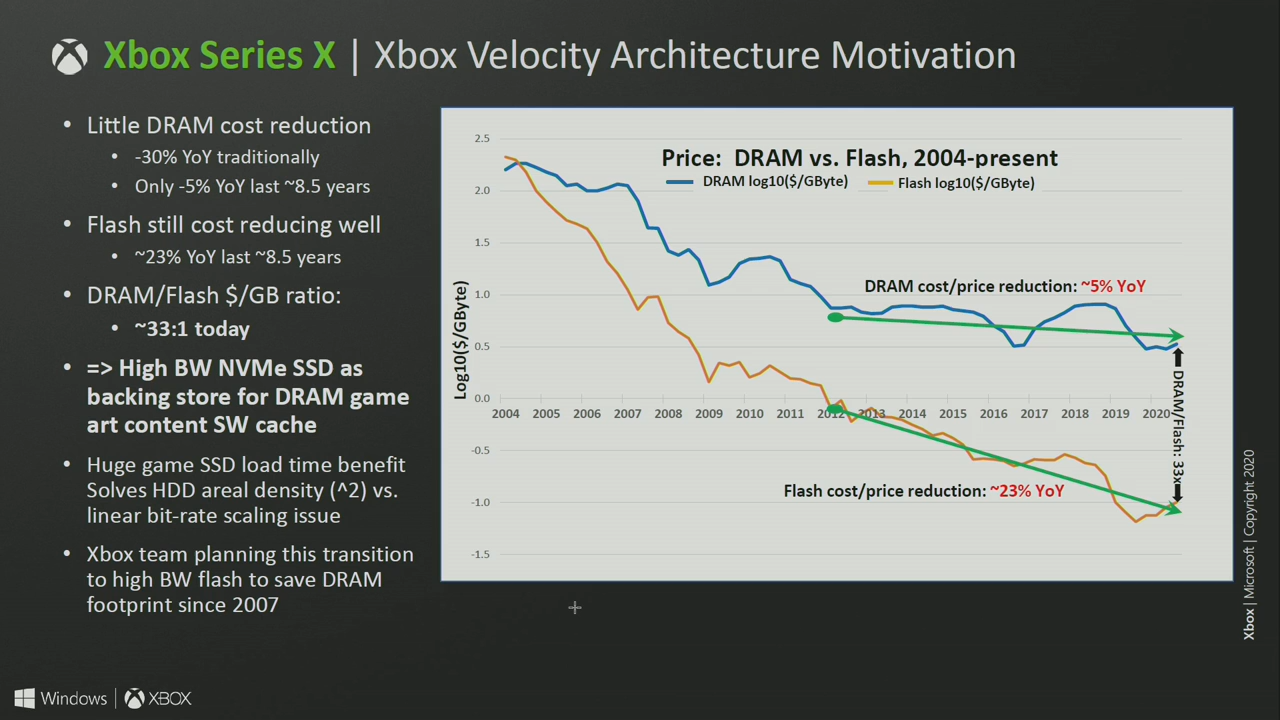 Xbox Series X | Xbox Velocity Architecture Motivation
• Little DRAM cost reduction
• -30% YoY traditionally
• Only -5% YoY last ~8.5 years
• Flash still cost reducing well
• ~23% YoY last ~8.5 years
• DRAM/Flash $/GB ratio:
• ~33:1 today
• => High BW NVMe SSD as
backing store for DRAM game
art content SW cache
• Huge game SSD load time benefit
Solves HDD areal density (^2) vs.
linear bit-rate scaling issue
• Xbox team planning this transition
to high BW flash to save DRAM
footprint since 2007
Price: DRAM vs. Flash, 2004-present
DRAM log10($/GByte) Flash log10($/GByte)
Log10($/GByte)
2.5
2.0
1.5
1.0
0.5
0.0
-0.5
-1.0
-1.5
2004 2005 2006 2007 2008 2009 2010 2011 2012 2013 2014 2015 2016 2017 2018 2019 2020
DRAM cost/price reduction: ~5% YoY
Flash cost/price reduction: ~23% YoY
DRAM/Flash: 33x
Xbox | Microsoft | Copyright 2020
Windows | XBOX